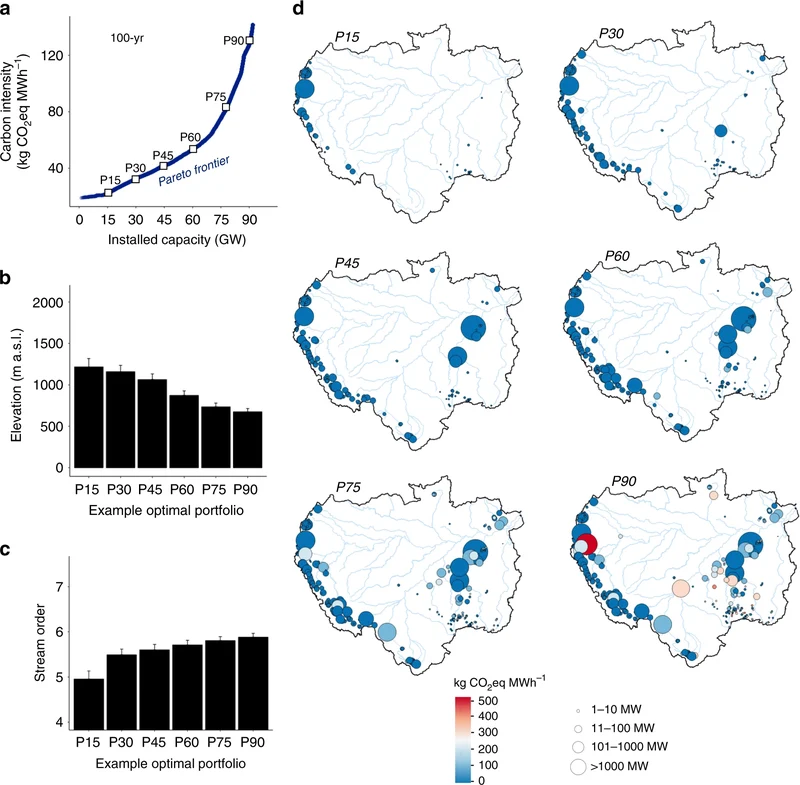 a
100-yr
Carbon intensity
(kg CO₂eq MWh⁻¹)
120
80
40
P90
P75
P60
P45
P30
P15
Pareto frontier
0 15 30 45 60 75 90
Installed capacity (GW)
b
Elevation (m a.s.l.)
2000
1500
1000
500
0
P15 P30 P45 P60 P75 P90
Example optimal portfolio
c
Stream order
7
6
5
4
P15 P30 P45 P60 P75 P90
Example optimal portfolio
d
P15
P30
P45
P60
P75
P90
kg CO₂eq MWh⁻¹
500
400
300
200
100
0
1–10 MW
11–100 MW
101–1000 MW
>1000 MW